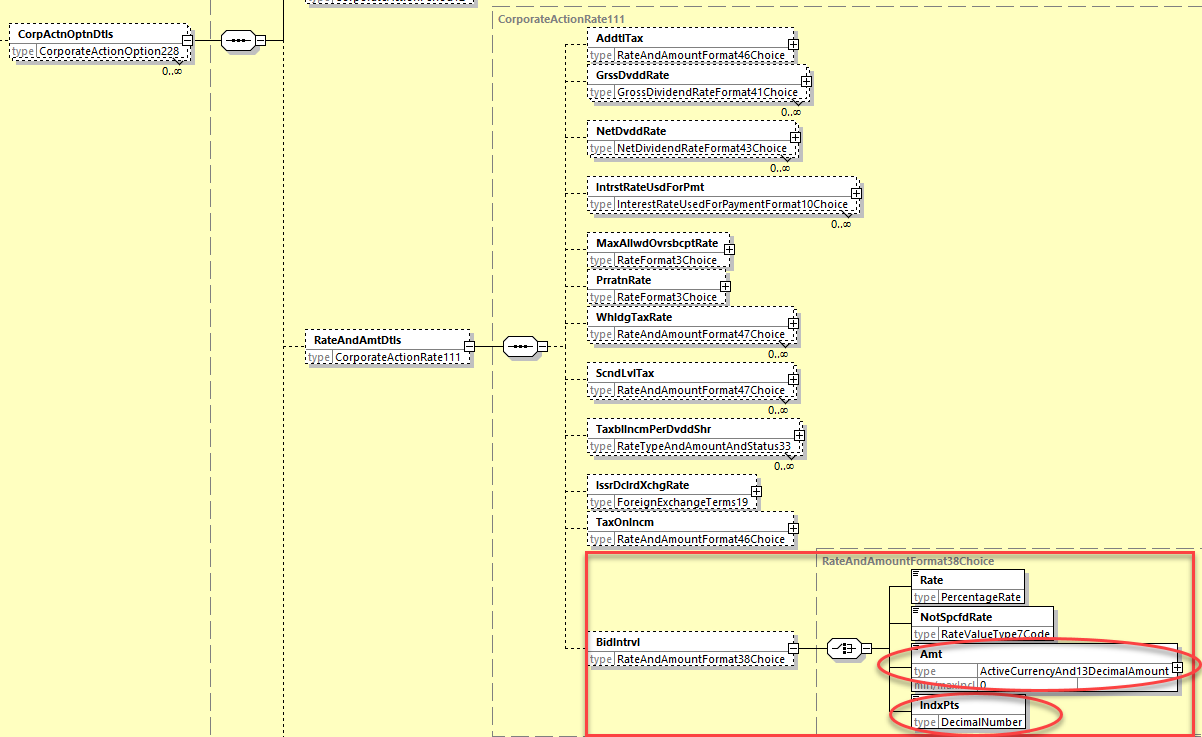 CorpActnOptnDtls
type CorporateActionOption228
0..∞
CorporateActionRate111
AddtlTax
type RateAndAmountFormat46Choice
GrssDvddRate
type GrossDividendRateFormat41Choice
0..∞
NetDvddRate
type NetDividendRateFormat43Choice
0..∞
IntrstRateUsdForPmt
type InterestRateUsedForPaymentFormat10Choice
0..∞
MaxAllwdOvrsbcptRate
type RateFormat3Choice
PrratnRate
type RateFormat3Choice
WhldgTaxRate
type RateAndAmountFormat47Choice
0..∞
RateAndAmtDtls
type CorporateActionRate111
ScndLvlTax
type RateAndAmountFormat47Choice
0..∞
TaxblIncmPerDvddShr
type RateTypeAndAmountAndStatus33
0..∞
IssrDclrdXchgRate
type ForeignExchangeTerms19
TaxOnIncm
type RateAndAmountFormat46Choice
RateAndAmountFormat38Choice
Rate
type PercentageRate
NotSpcfdRate
type RateValueType7Code
BidIntrvl
type RateAndAmountFormat38Choice
Amt
type ActiveCurrencyAnd13DecimalAmount
min/maxIncl 0
IndxPts
type DecimalNumber